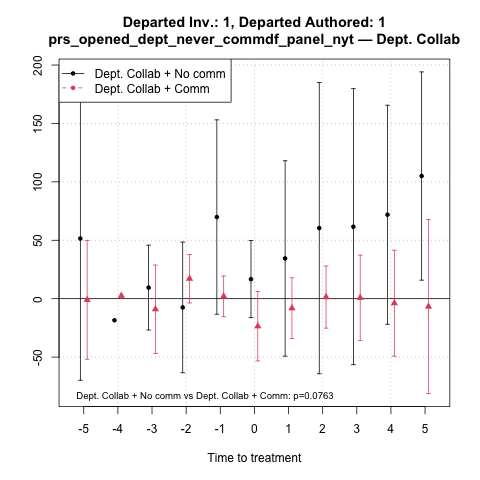 Departed Inv.: 1, Departed Authored: 1
prs_opened_dept_never_commdf_panel_nyt — Dept. Collab
Dept. Collab + No comm
Dept. Collab + Comm
200
150
100
50
0
-50
Dept. Collab + No comm vs Dept. Collab + Comm: p=0.0763
-5 -4 -3 -2 -1 0 1 2 3 4 5
Time to treatment